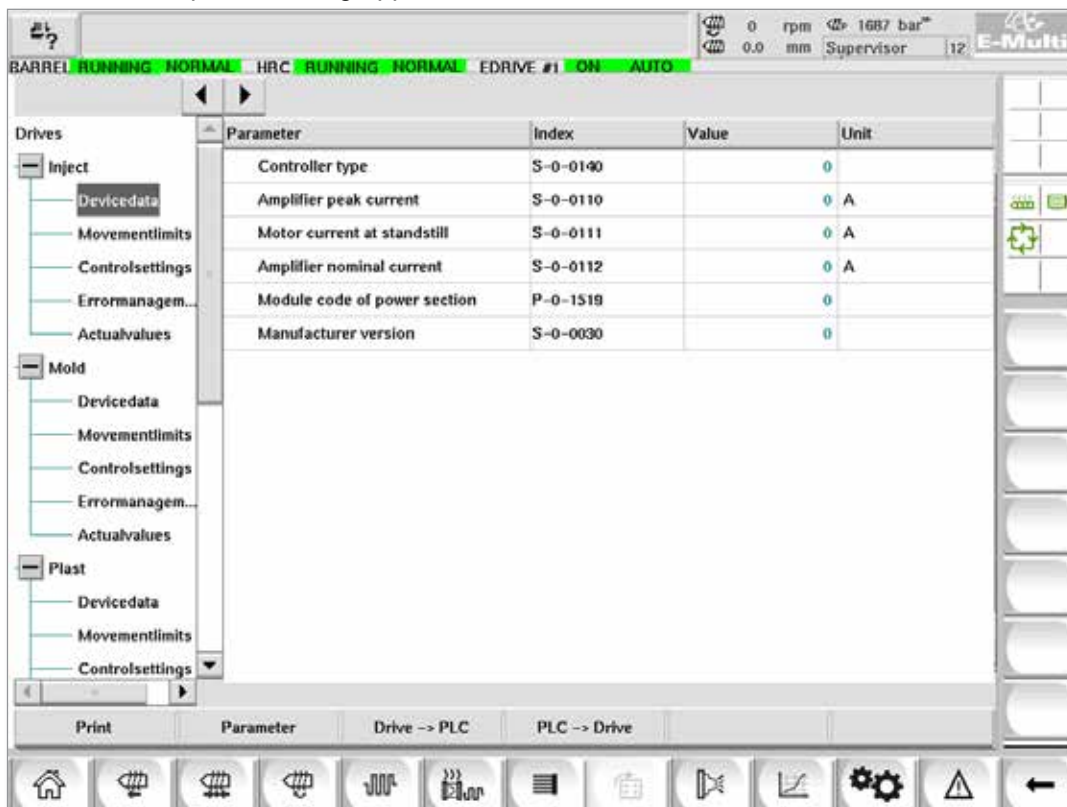 ?
0 rpm 1687 bar
0.0 mm Supervisor 12
E-Multi
BARREL RUNNING NORMAL HRC RUNNING NORMAL EDRIVE #1 ON AUTO
Drives
Parameter Index Value Unit
Inject
Devicedata
Movementlimits
Controlsettings
Errormanagem...
Actualvalues
Mold
Devicedata
Movementlimits
Controlsettings
Errormanagem...
Actualvalues
Plast
Devicedata
Movementlimits
Controlsettings
Controller type S-0-0140 0
Amplifier peak current S-0-0110 0 A
Motor current at standstill S-0-0111 0 A
Amplifier nominal current S-0-0112 0 A
Module code of power section P-0-1519 0
Manufacturer version S-0-0030 0
Print Parameter Drive -> PLC PLC -> Drive